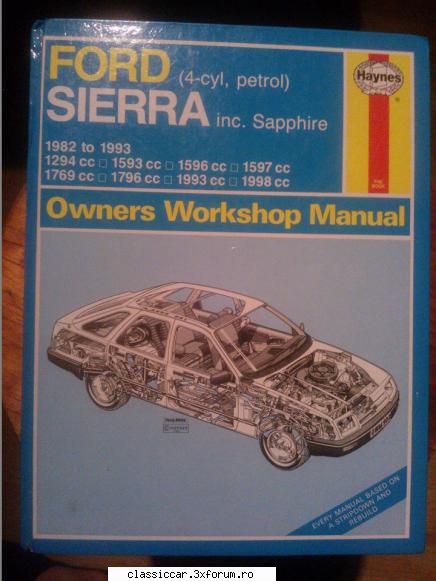 FORD (4-cyl, petrol)
SIERRA inc. Sapphire
Haynes
1982 to 1993
1294 cc □ 1593 cc □ 1596 cc □ 1597 cc
1769 cc □ 1796 cc □ 1993 cc □ 1998 cc
Owners Workshop Manual
EVERY MANUAL BASED ON
A STRIPDOWN AND
REBUILD
classiccar.3xforum.ro